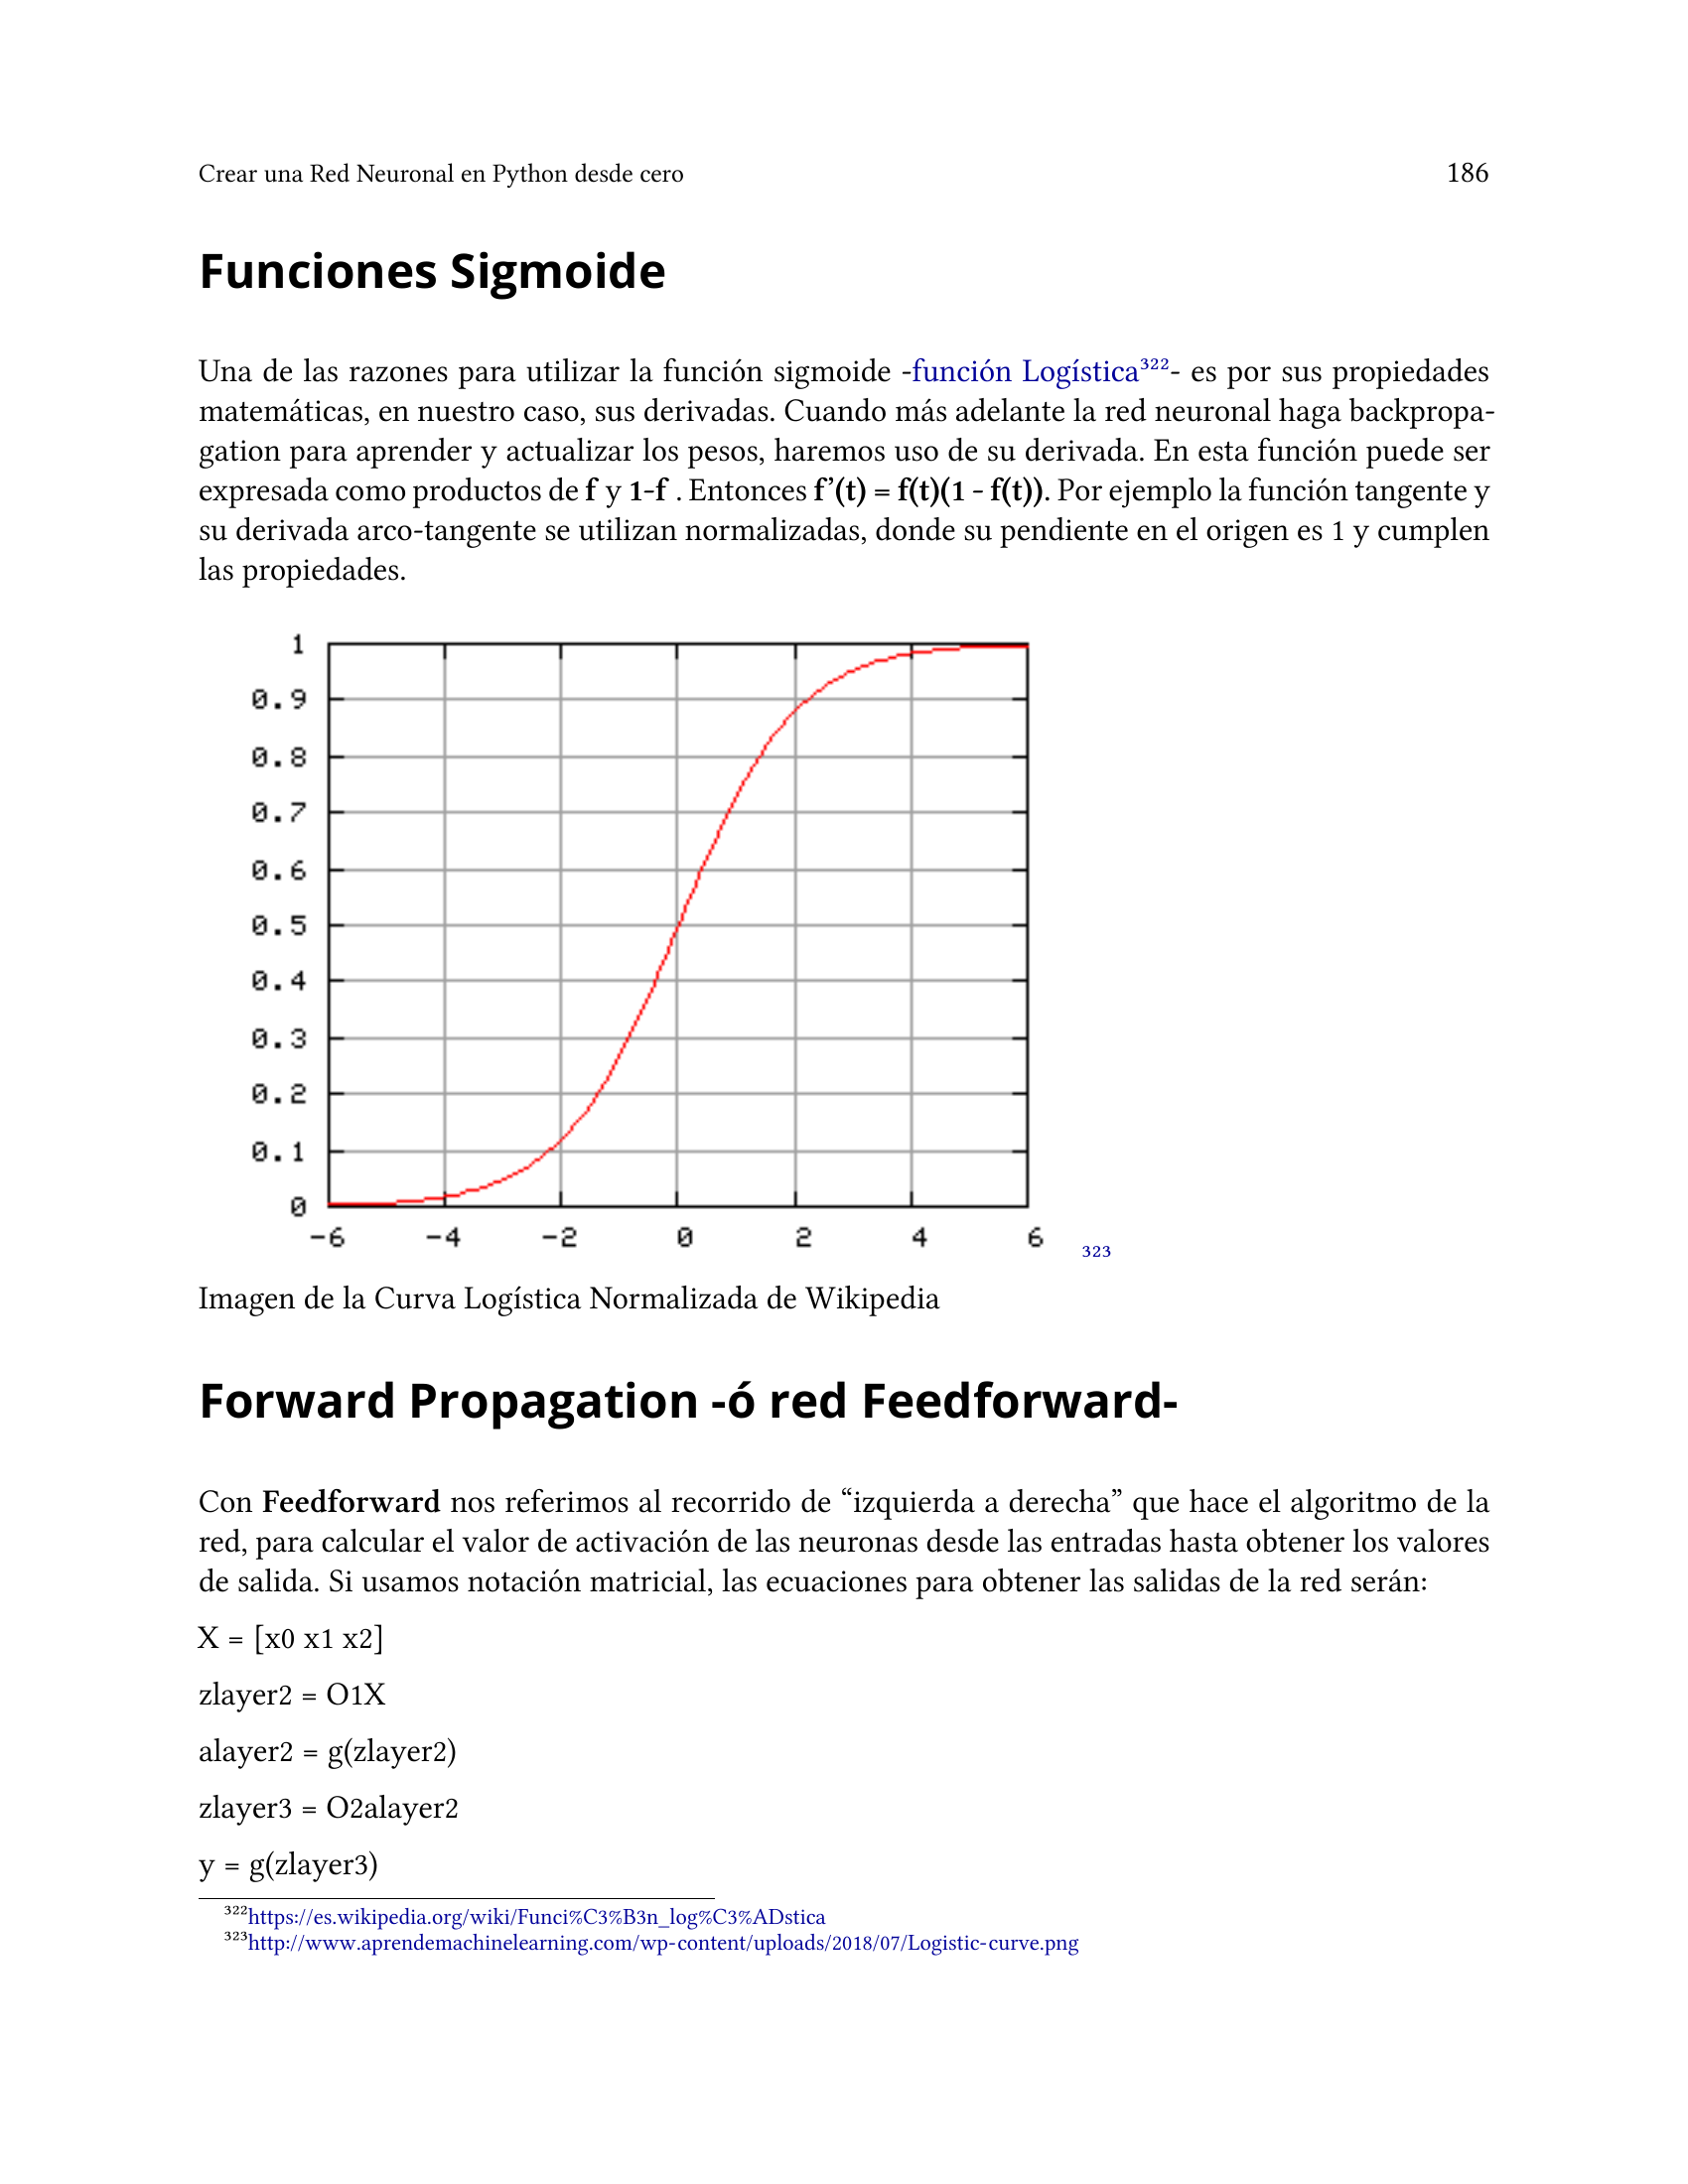 Crear una Red Neuronal en Python desde cero 186
Funciones Sigmoide
Una de las razones para utilizar la función sigmoide -función Logística³²²- es por sus propiedades
matemáticas, en nuestro caso, sus derivadas. Cuando más adelante la red neuronal haga backpropa-
gation para aprender y actualizar los pesos, haremos uso de su derivada. En esta función puede ser
expresada como productos de f y 1-f . Entonces f’(t) = f(t)(1 - f(t)). Por ejemplo la función tangente y
su derivada arco-tangente se utilizan normalizadas, donde su pendiente en el origen es 1 y cumplen
las propiedades.
1
0.9
0.8
0.7
0.6
0.5
0.4
0.3
0.2
0.1
0
-6 -4 -2 0 2 4 6 ³²³
Imagen de la Curva Logística Normalizada de Wikipedia
Forward Propagation -ó red Feedforward-
Con Feedforward nos referimos al recorrido de “izquierda a derecha” que hace el algoritmo de la
red, para calcular el valor de activación de las neuronas desde las entradas hasta obtener los valores
de salida. Si usamos notación matricial, las ecuaciones para obtener las salidas de la red serán:
X = [x0 x1 x2]
zlayer2 = O1X
alayer2 = g(zlayer2)
zlayer3 = O2alayer2
y = g(zlayer3)
³²²https://es.wikipedia.org/wiki/Funci%C3%B3n_log%C3%ADstica
³²³http://www.aprendemachinelearning.com/wp-content/uploads/2018/07/Logistic-curve.png